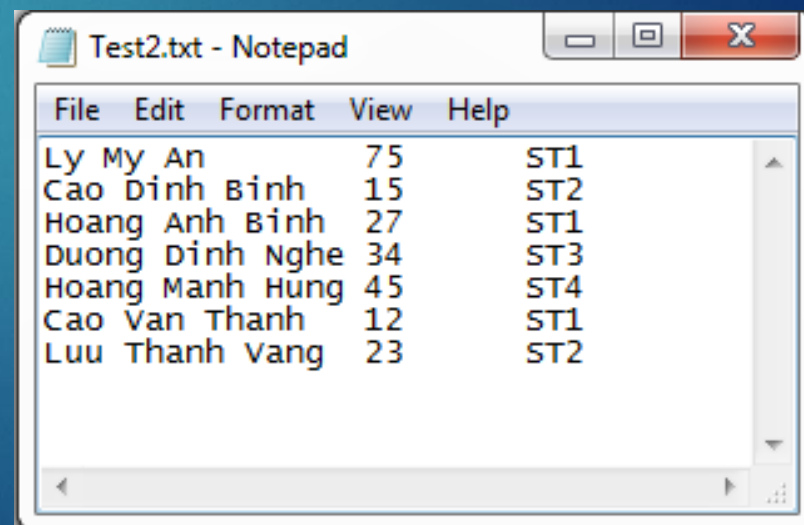 Test2.txt - Notepad
File Edit Format View Help
Ly My An 75 ST1
Cao Dinh Binh 15 ST2
Hoang Anh Binh 27 ST1
Duong Dinh Nghe 34 ST3
Hoang Manh Hung 45 ST4
Cao Van Thanh 12 ST1
Luu Thanh Vang 23 ST2